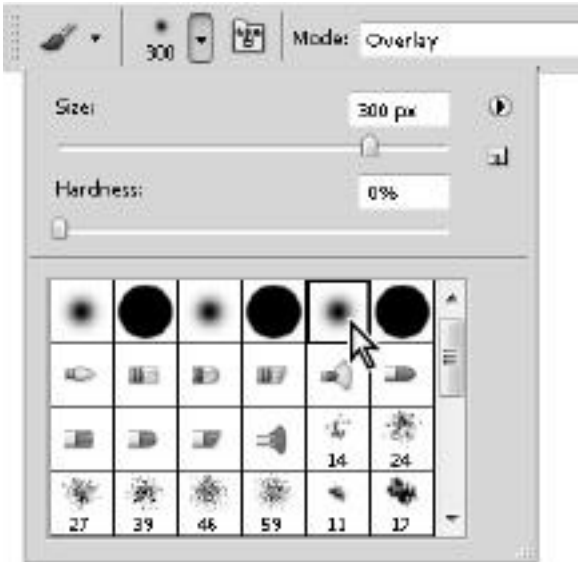 300 Mode: Overlay
Size: 300 px
Hardness: 0%
14 24
27 39 46 59 11 17